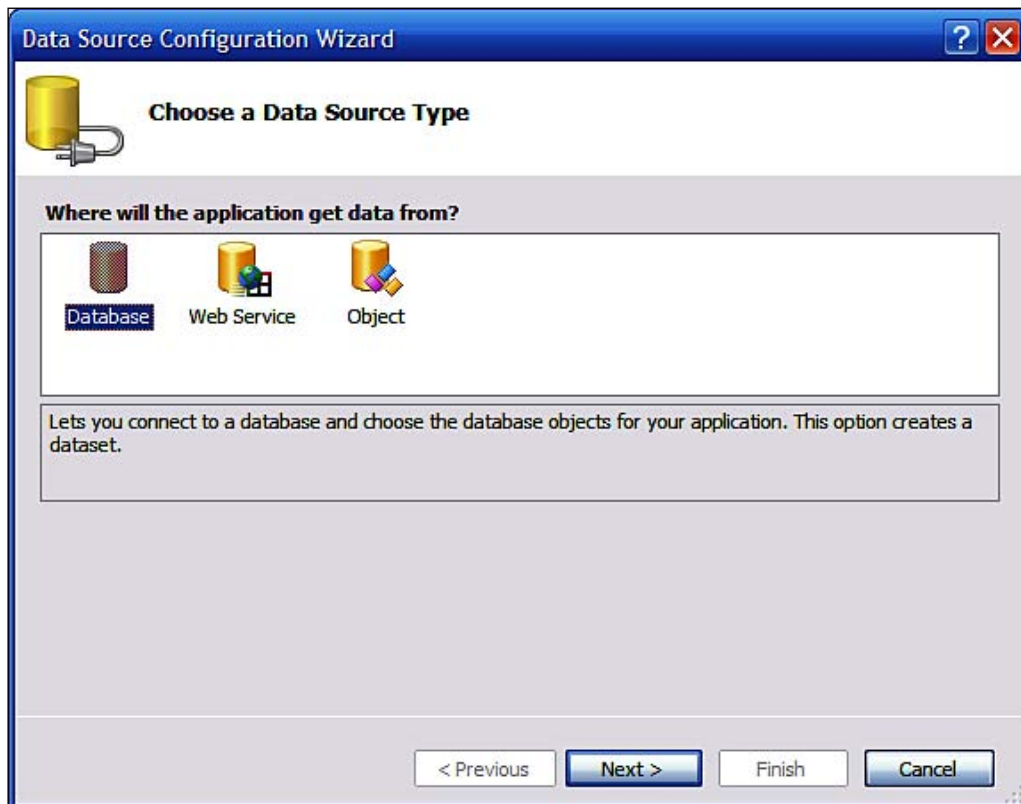 Data Source Configuration Wizard
?
Choose a Data Source Type
Where will the application get data from?
Database Web Service Object
Lets you connect to a database and choose the database objects for your application. This option creates a
dataset.
< Previous Next > Finish Cancel